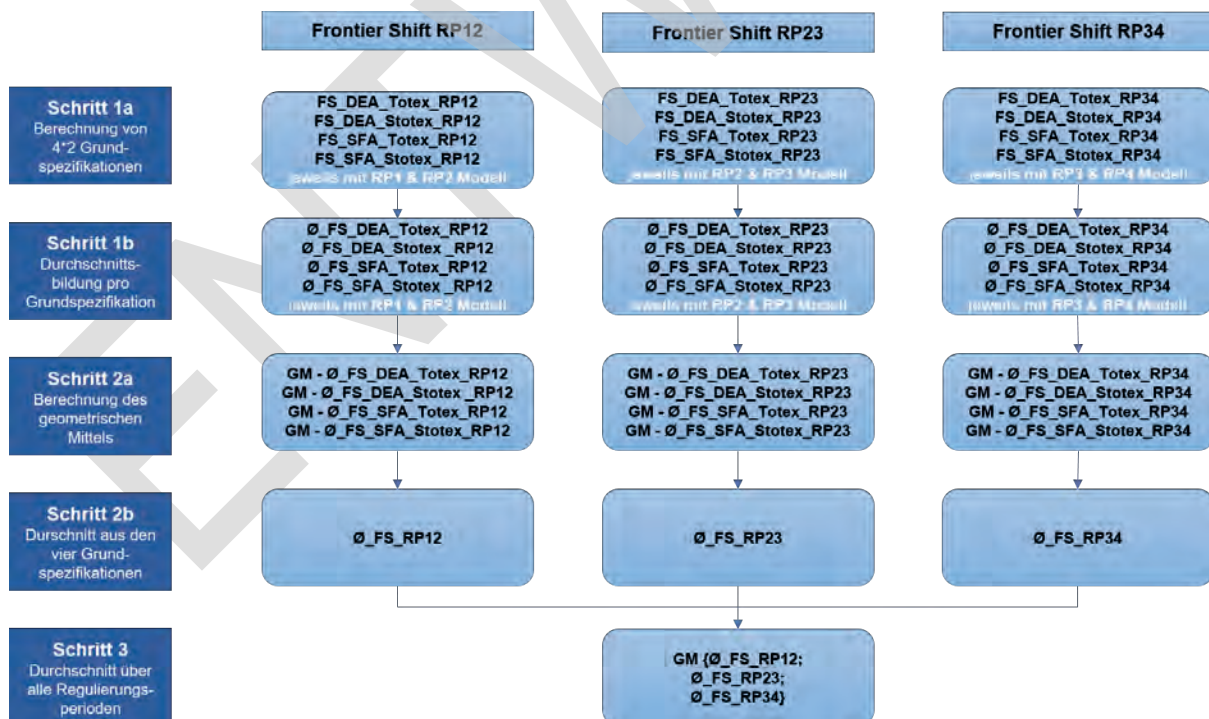 Frontier Shift RP12
Frontier Shift RP23
Frontier Shift RP34
Schritt 1a
Berechnung von
4*2 Grund-
spezifikationen
FS_DEA_Totex_RP12
FS_DEA_Stotex_RP12
FS_SFA_Totex_RP12
FS_SFA_Stotex_RP12
jeweils mit RP1 & RP2 Modell
FS_DEA_Totex_RP23
FS_DEA_Stotex_RP23
FS_SFA_Totex_RP23
FS_SFA_Stotex_RP23
jeweils mit RP2 & RP3 Modell
FS_DEA_Totex_RP34
FS_DEA_Stotex_RP34
FS_SFA_Totex_RP34
FS_SFA_Stotex_RP34
jeweils mit RP3 & RP4 Modell
Schritt 1b
Durchschnitts-
bildung pro
Grundspezifikation
Ø_FS_DEA_Totex_RP12
Ø_FS_DEA_Stotex_RP12
Ø_FS_SFA_Totex_RP12
Ø_FS_SFA_Stotex_RP12
jeweils mit RP1 & RP2 Modell
Ø_FS_DEA_Totex_RP23
Ø_FS_DEA_Stotex_RP23
Ø_FS_SFA_Totex_RP23
Ø_FS_SFA_Stotex_RP23
jeweils mit RP2 & RP3 Modell
Ø_FS_DEA_Totex_RP34
Ø_FS_DEA_Stotex_RP34
Ø_FS_SFA_Totex_RP34
Ø_FS_SFA_Stotex_RP34
jeweils mit RP3 & RP4 Modell
Schritt 2a
Berechnung des
geometrischen
Mittels
GM - Ø_FS_DEA_Totex_RP12
GM - Ø_FS_DEA_Stotex_RP12
GM - Ø_FS_SFA_Totex_RP12
GM - Ø_FS_SFA_Stotex_RP12
GM - Ø_FS_DEA_Totex_RP23
GM - Ø_FS_DEA_Stotex_RP23
GM - Ø_FS_SFA_Totex_RP23
GM - Ø_FS_SFA_Stotex_RP23
GM - Ø_FS_DEA_Totex_RP34
GM - Ø_FS_DEA_Stotex_RP34
GM - Ø_FS_SFA_Totex_RP34
GM - Ø_FS_SFA_Stotex_RP34
Schritt 2b
Durschnitt aus den
vier Grund-
spezifikationen
Ø_FS_RP12
Ø_FS_RP23
Ø_FS_RP34
Schritt 3
Durchschnitt über
alle Regulierungs-
perioden
GM {Ø_FS_RP12;
Ø_FS_RP23;
Ø_FS_RP34}